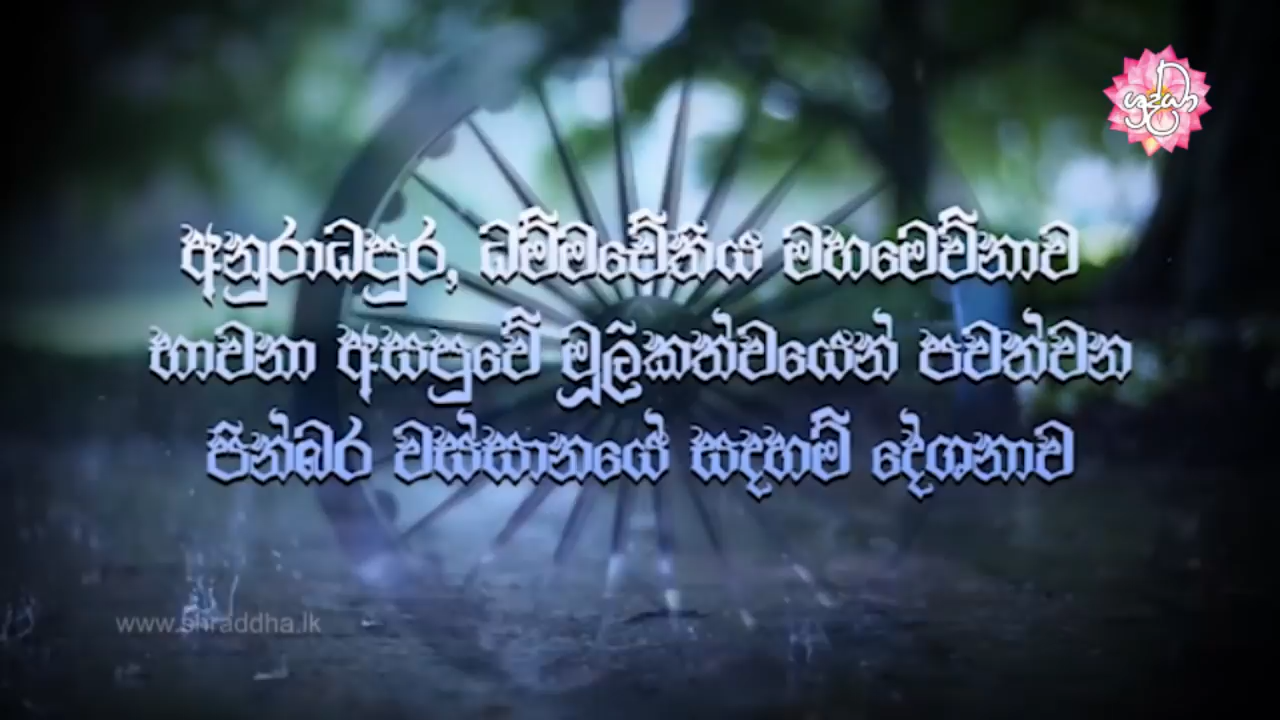 ශ්‍රද්ධා
අනුරාධපුර, ධම්මචේතිය මහමෙව්නාව
භාවනා අසපුවේ මූලිකත්වයෙන් පවත්වන
පින්බර වස්සානයේ සදහම් දේශනාව
www.shraddha.lk